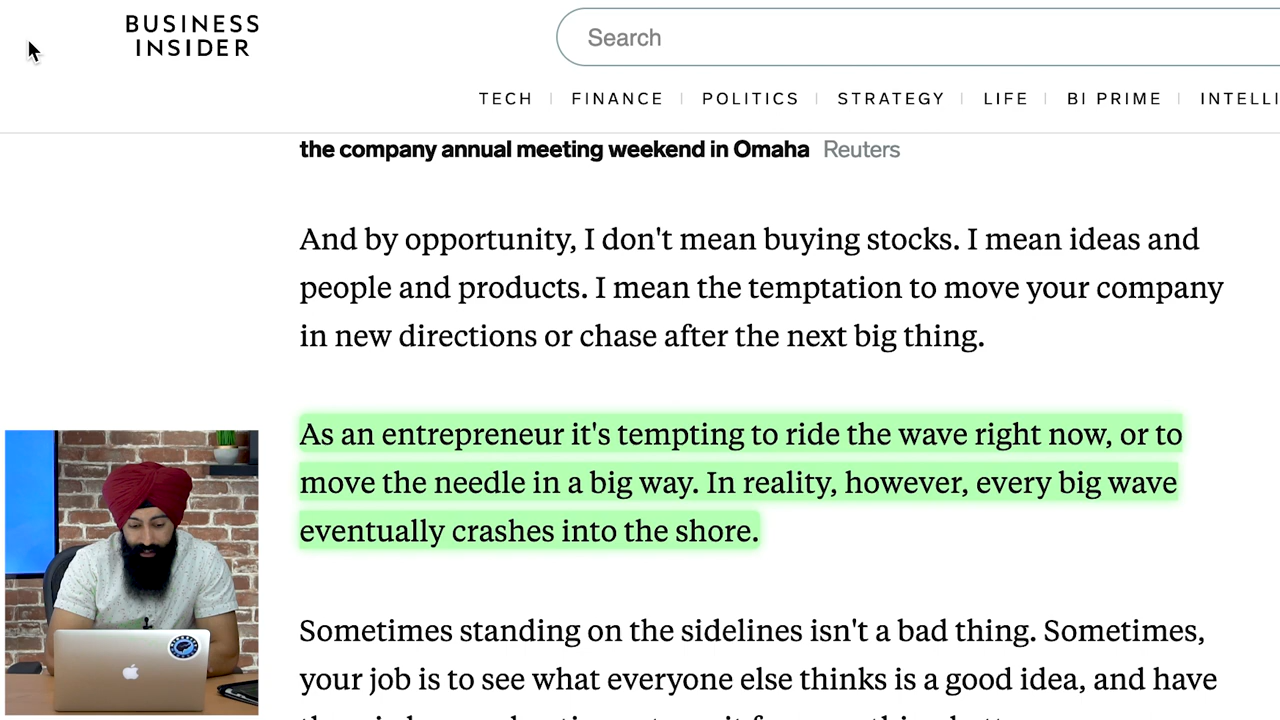 BUSINESS
INSIDER
Search
TECH FINANCE POLITICS STRATEGY LIFE BI PRIME INTELLI
the company annual meeting weekend in Omaha Reuters
And by opportunity, I don't mean buying stocks. I mean ideas and
people and products. I mean the temptation to move your company
in new directions or chase after the next big thing.
As an entrepreneur it's tempting to ride the wave right now, or to
move the needle in a big way. In reality, however, every big wave
eventually crashes into the shore.
Sometimes standing on the sidelines isn't a bad thing. Sometimes,
your job is to see what everyone else thinks is a good idea, and have